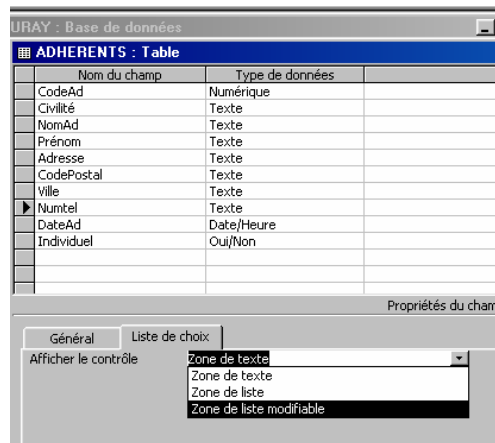 URAY : Base de données
ADHERENTS : Table
Nom du champ Type de données
CodeAd Numérique
Civilité Texte
NomAd Texte
Prénom Texte
Adresse Texte
CodePostal Texte
Ville Texte
Numtel Texte
DateAd Date/Heure
Individuel Oui/Non
Propriétés du cham
Général Liste de choix
Afficher le contrôle Zone de texte
Zone de texte
Zone de liste
Zone de liste modifiable